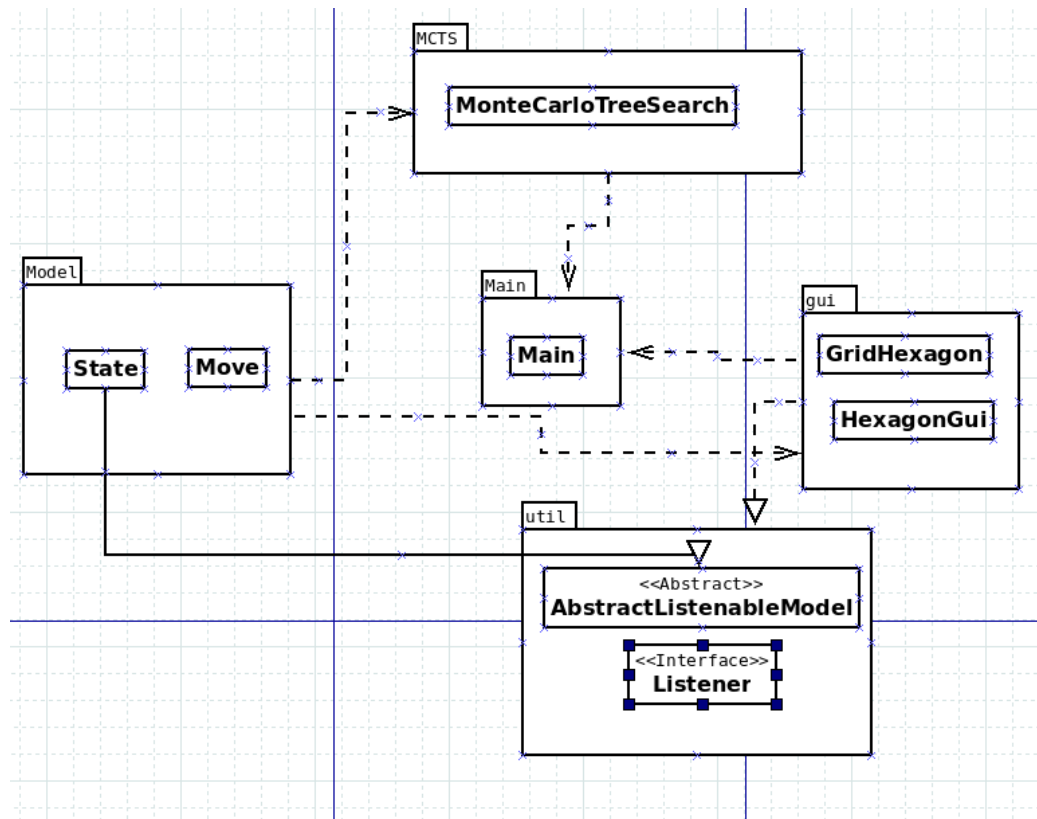 MCTS
MonteCarloTreeSearch
Model
State
Move
Main
Main
gui
GridHexagon
HexagonGui
util
<<Abstract>>
AbstractListenableModel
<<Interface>>
Listener